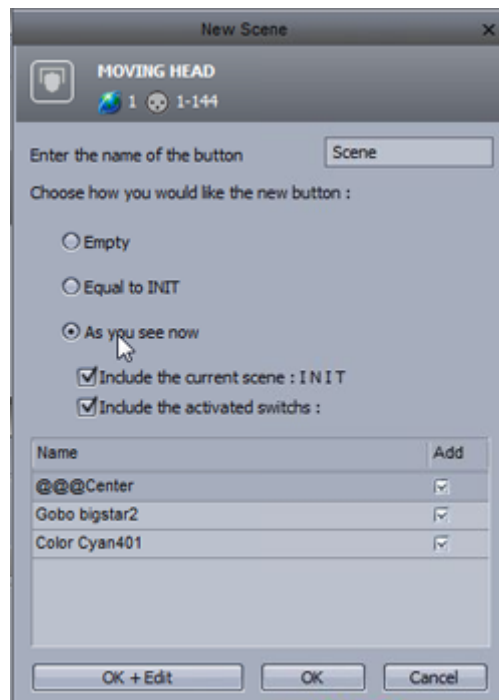 New Scene
MOVING HEAD
1 1-144
Enter the name of the button Scene
Choose how you would like the new button :
Empty
Equal to INIT
As you see now
Include the current scene : I N I T
Include the activated switchs :
Name Add
@@@Center
Gobo bigstar2
Color Cyan401
OK + Edit OK Cancel